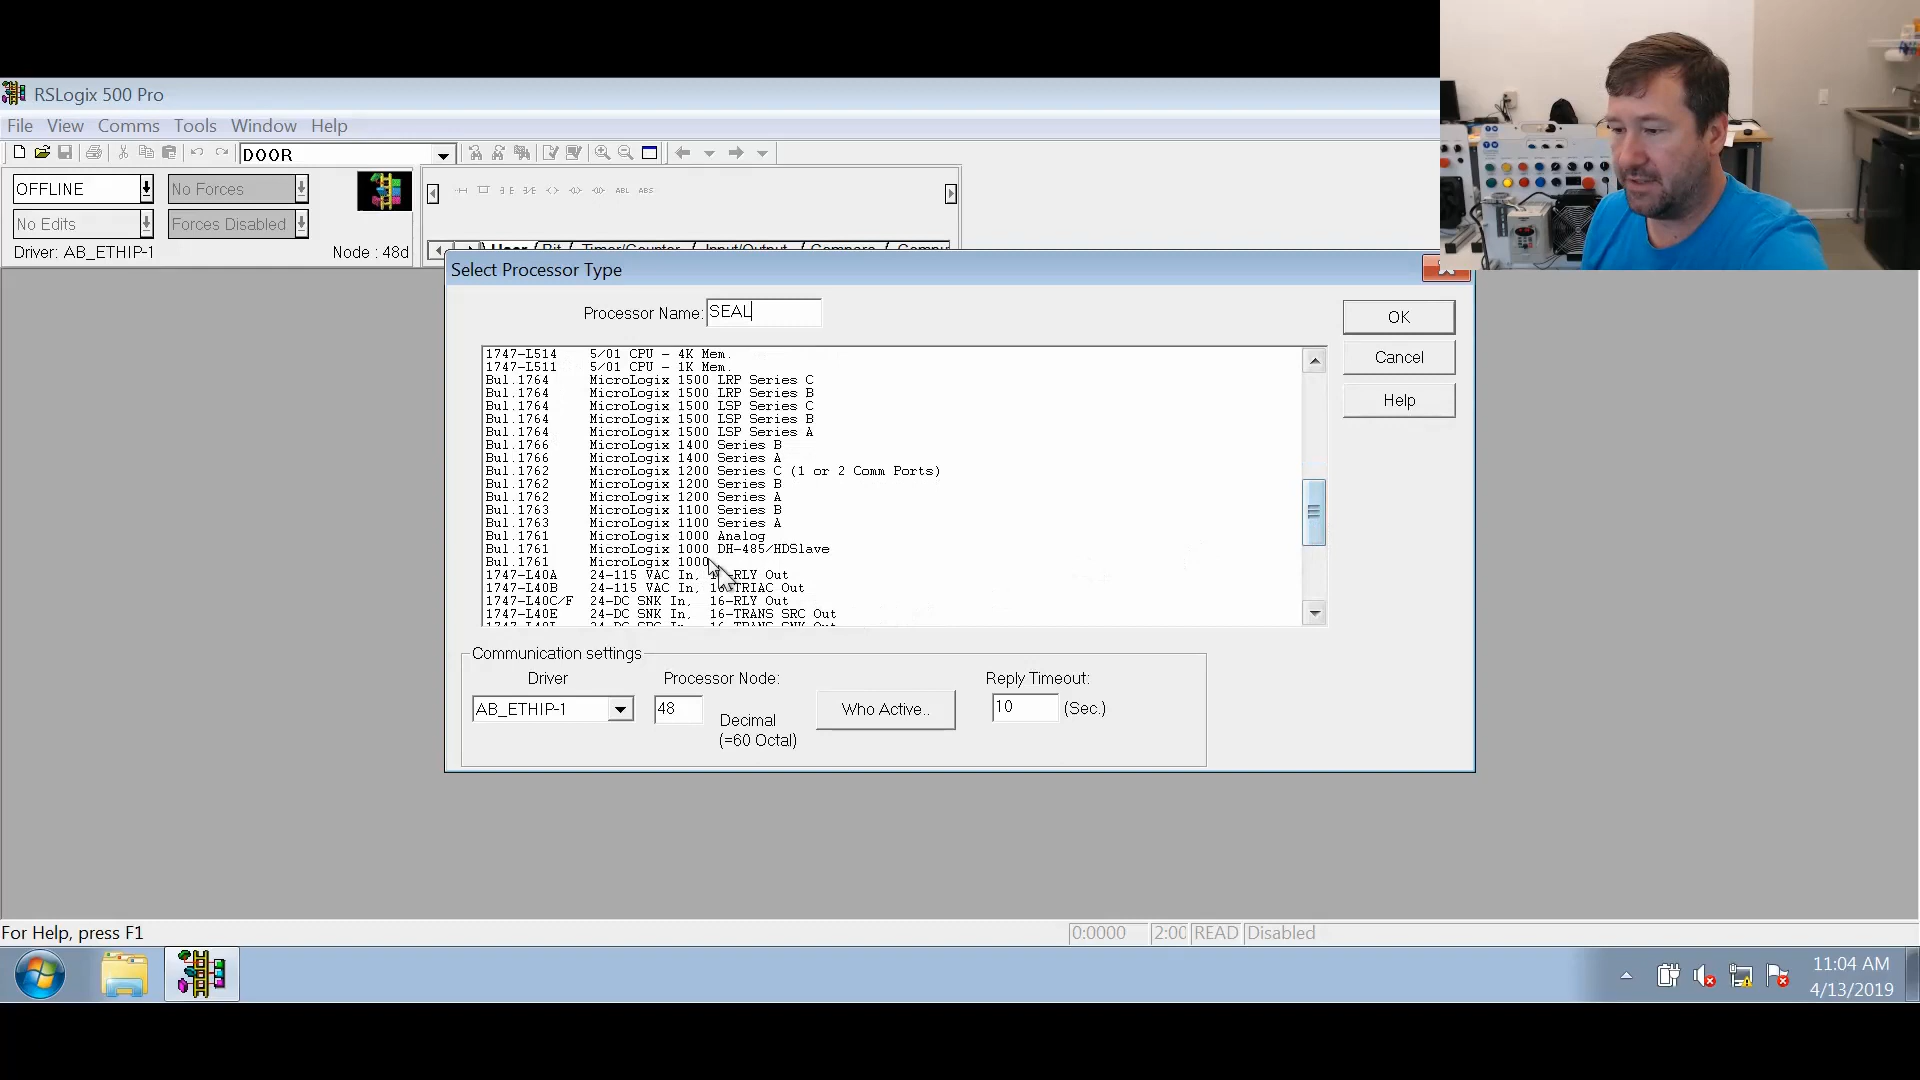 RSLogix 500 Pro
File View Comms Tools Window Help
DOOR
OFFLINE No Forces
No Edits Forces Disabled
Driver: AB_ETHIP-1 Node : 48d
ABL ABS
User Bit Timer/Counter Input/Output Compare
Select Processor Type
Processor Name: SEAL
OK
Cancel
Help
1747-L514 5/01 CPU - 4K Mem.
1747-L511 5/01 CPU - 1K Mem.
Bul.1764 MicroLogix 1500 LRP Series C
Bul.1764 MicroLogix 1500 LRP Series B
Bul.1764 MicroLogix 1500 LSP Series C
Bul.1764 MicroLogix 1500 LSP Series B
Bul.1764 MicroLogix 1500 LSP Series A
Bul.1766 MicroLogix 1400 Series B
Bul.1766 MicroLogix 1400 Series A
Bul.1762 MicroLogix 1200 Series C (1 or 2 Comm Ports)
Bul.1762 MicroLogix 1200 Series B
Bul.1762 MicroLogix 1200 Series A
Bul.1763 MicroLogix 1100 Series B
Bul.1763 MicroLogix 1100 Series A
Bul.1761 MicroLogix 1000 Analog
Bul.1761 MicroLogix 1000 DH-485/HDSlave
Bul.1761 MicroLogix 1000
1747-L40A 24-115 VAC In, Out
1747-L40B 24-115 VAC In, Out
1747-L40C/F 24-DC SNK In, 16-RLY Out
1747-L40E 24-DC SNK In, 16-TRANS SRC Out
Communication settings
Driver Processor Node: Reply Timeout:
AB_ETHIP-1 48 Who Active.. 10 (Sec.)
Decimal
(=60 Octal)
For Help, press F1 0:0000 2:00 READ Disabled
11:04 AM
4/13/2019